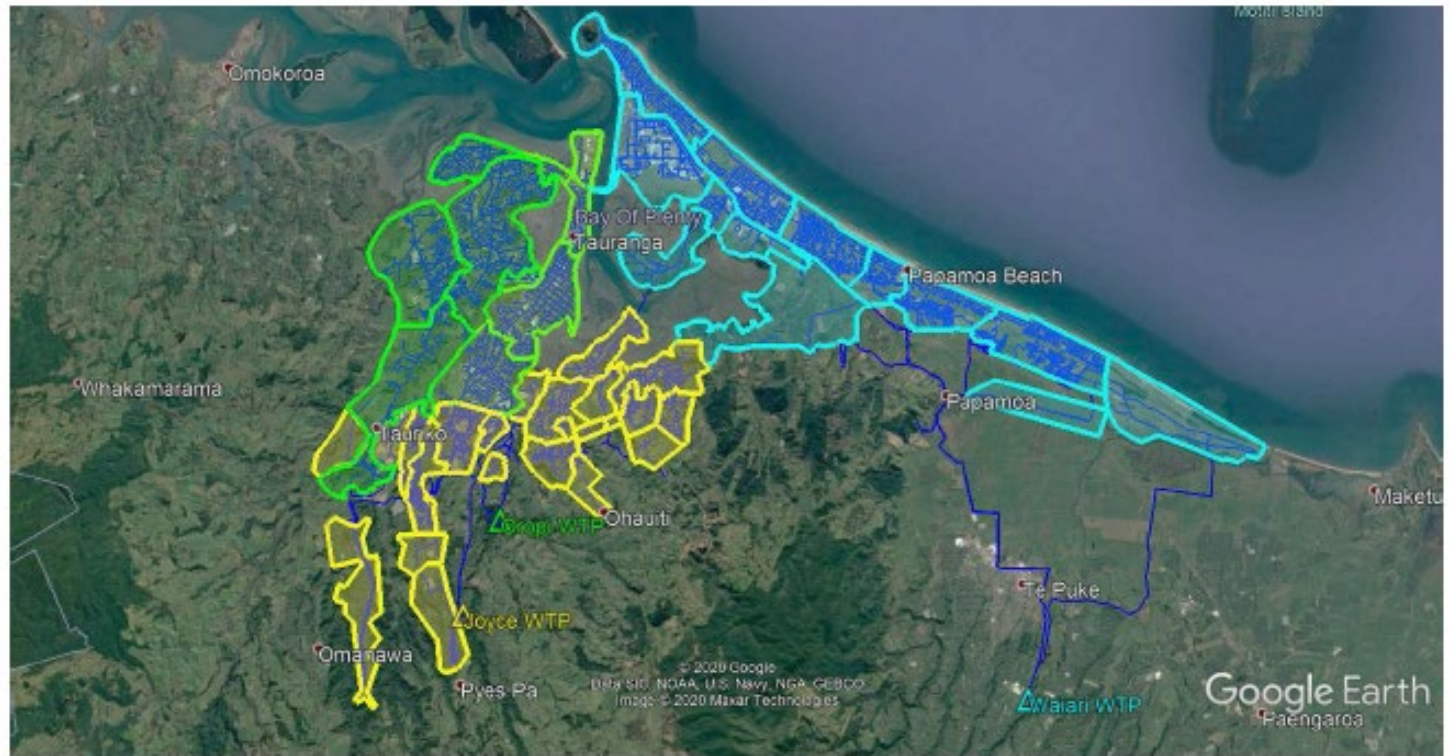 Motiti Island
Omokoroa
Bay Of Plenty
Tauranga
Papamoa Beach
Whakamarama
Papamoa
Tauriko
Maketu
Oropi WTP
Ohauiti
Te Puke
Joyce WTP
Omanawa
© 2020 Google
Data SIO, NOAA, U.S. Navy, NGA, GEBCO
Image © 2020 Maxar Technologies
Pyes Pa
Google Earth
Waiari WTP
Paengaroa